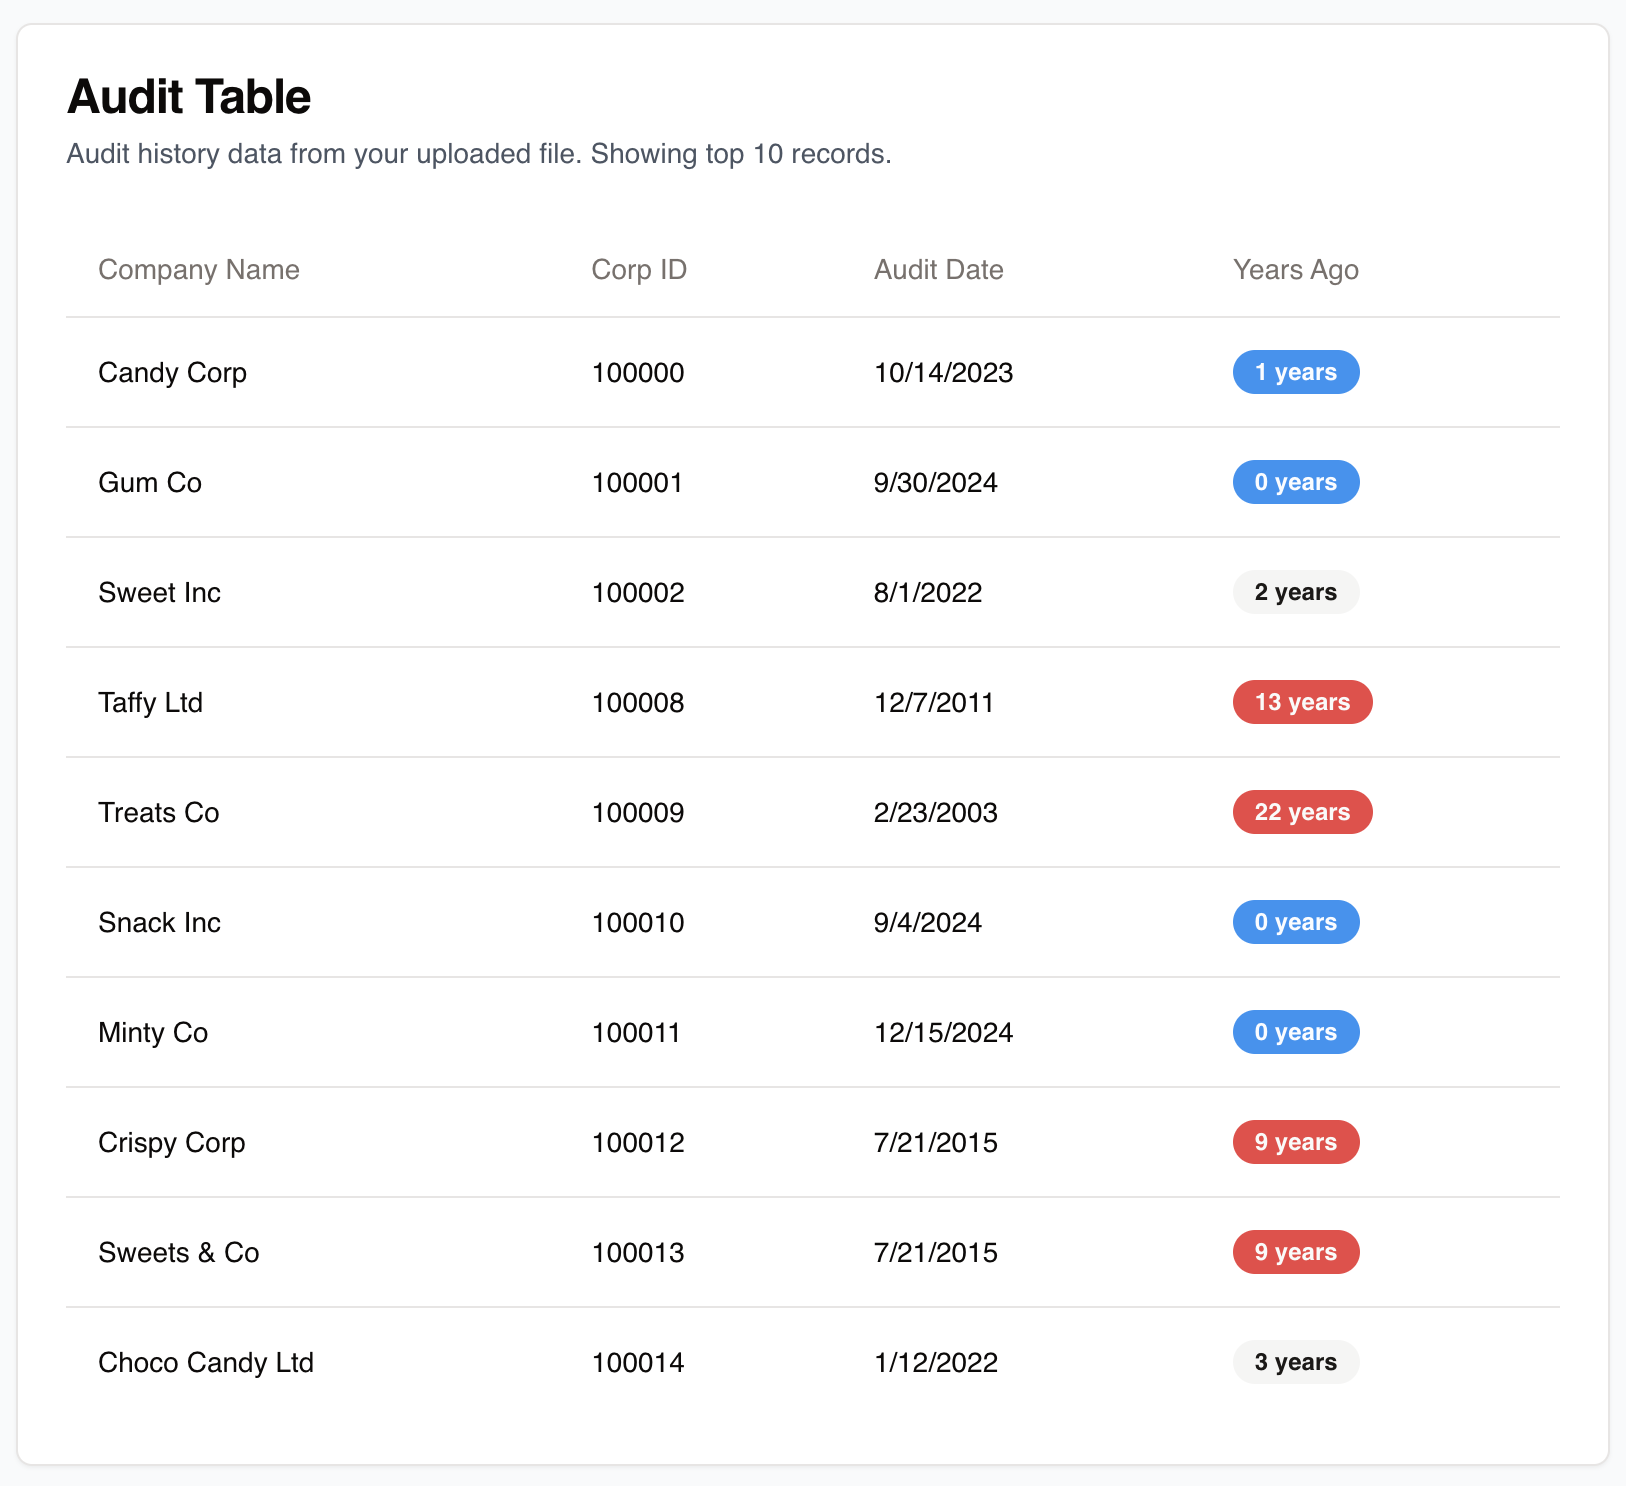 Audit Table
Audit history data from your uploaded file. Showing top 10 records.
Company Name Corp ID Audit Date Years Ago
Candy Corp 100000 10/14/2023 1 years
Gum Co 100001 9/30/2024 0 years
Sweet Inc 100002 8/1/2022 2 years
Taffy Ltd 100008 12/7/2011 13 years
Treats Co 100009 2/23/2003 22 years
Snack Inc 100010 9/4/2024 0 years
Minty Co 100011 12/15/2024 0 years
Crispy Corp 100012 7/21/2015 9 years
Sweets & Co 100013 7/21/2015 9 years
Choco Candy Ltd 100014 1/12/2022 3 years